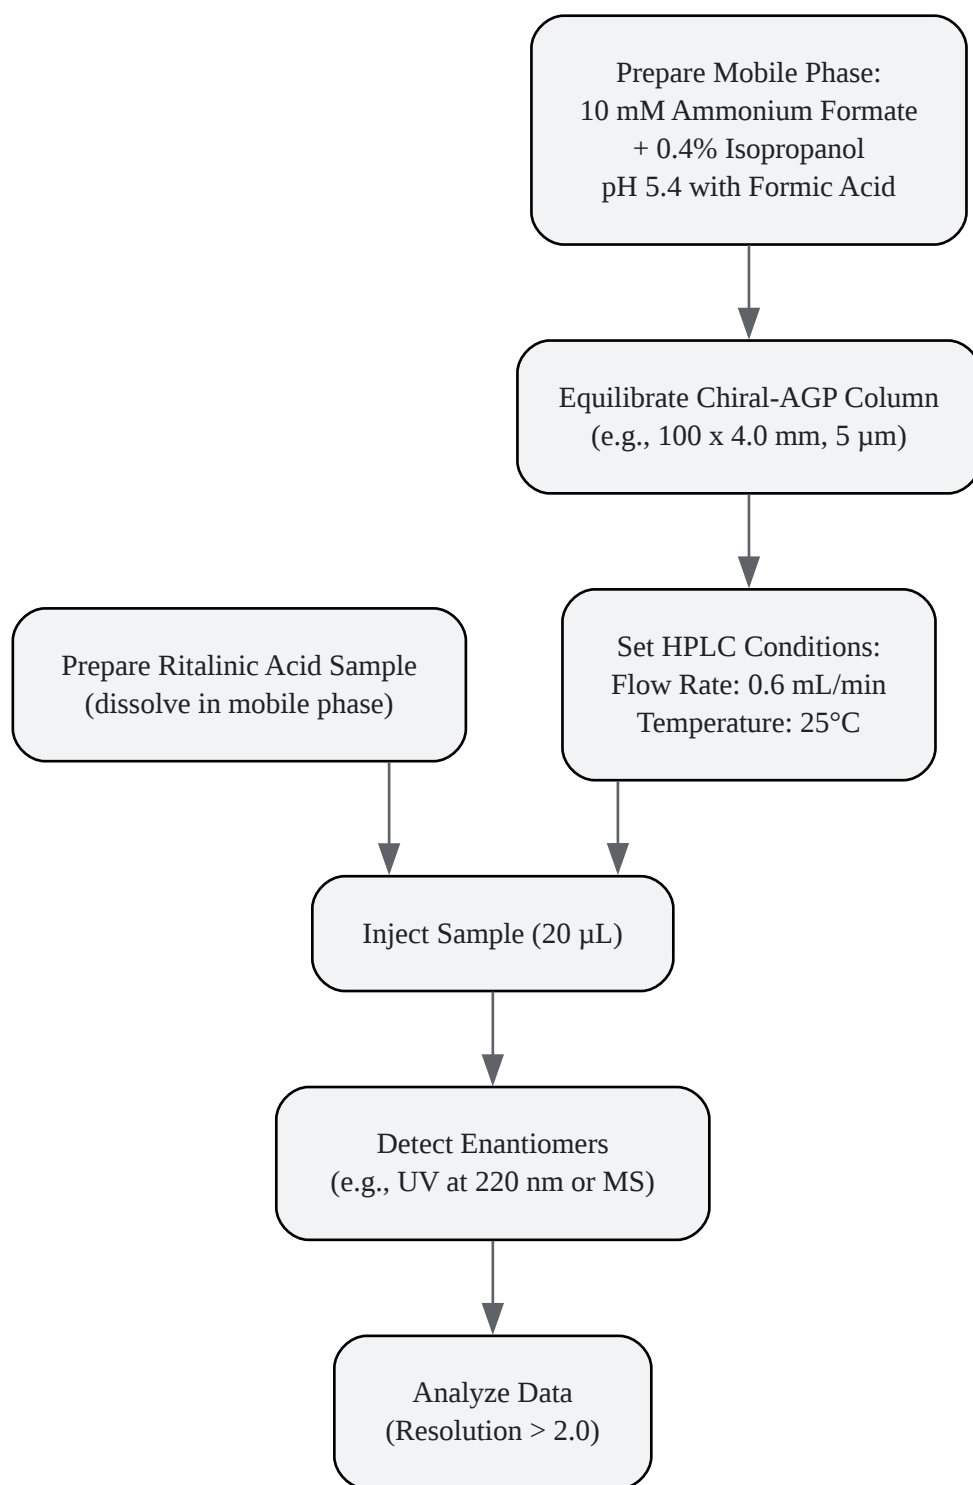 Prepare Mobile Phase:
10 mM Ammonium Formate
+ 0.4% Isopropanol
pH 5.4 with Formic Acid
Equilibrate Chiral-AGP Column
(e.g., 100 x 4.0 mm, 5 µm)
Prepare Ritalinic Acid Sample
(dissolve in mobile phase)
Set HPLC Conditions:
Flow Rate: 0.6 mL/min
Temperature: 25°C
Inject Sample (20 µL)
Detect Enantiomers
(e.g., UV at 220 nm or MS)
Analyze Data
(Resolution > 2.0)